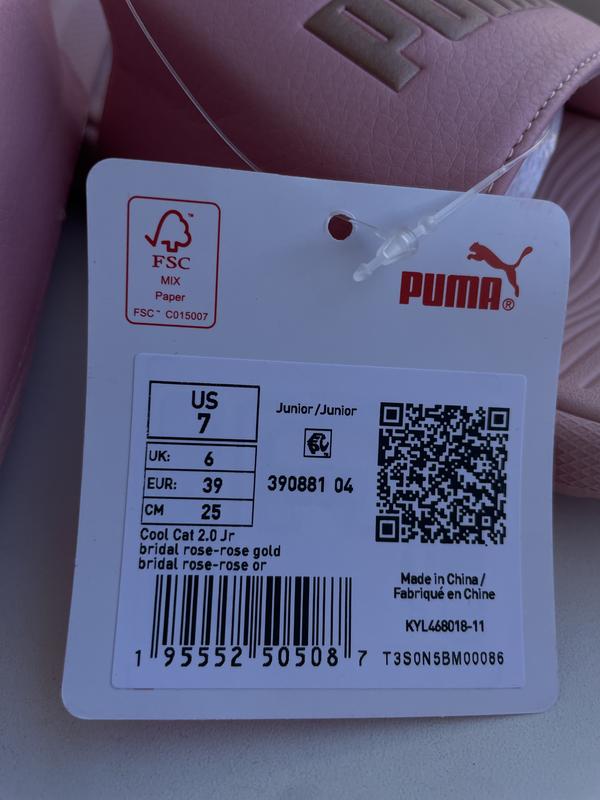 PUMA
FSC™
MIX
Paper
FSC™ C015007
PUMA®
US
7
UK: 6
EUR: 39
CM 25
Junior/Junior
390881 04
Cool Cat 2.0 Jr
bridal rose-rose gold
bridal rose-rose or
Made in China /
Fabriqué en Chine
KYL468018-11
1 95552 50508 7
T3S0N5BM00086